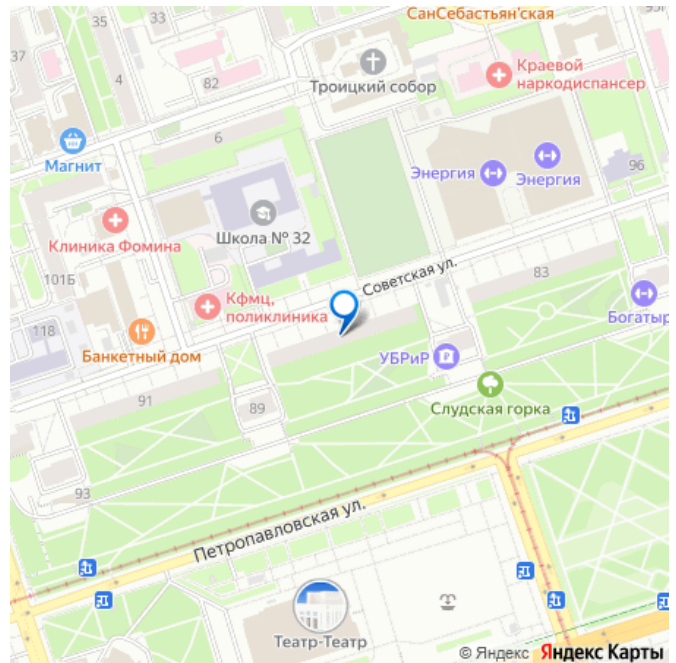 СанСебастьян'ская
35
33
37
4
82
Троицкий собор
Краевой
наркодиспансер
6
Магнит
Энергия
Энергия
96
Школа № 32
Клиника Фомина
Советская ул.
101Б
83
Кфмц,
поликлиника
118
Банкетный дом
Богатыр
УБРиР
Слудская горка
91
89
93
Петропавловская ул.
Театр-Театр
© Яндекс Яндекс Карты